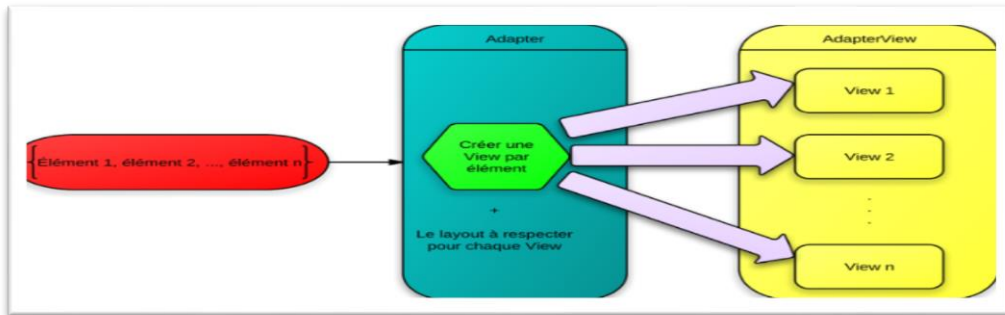 {Élément 1, élément 2, ..., élément n}
Adapter
Créer une
View par
élément
+
Le layout à respecter
pour chaque View
AdapterView
View 1
View 2
.
.
.
View n